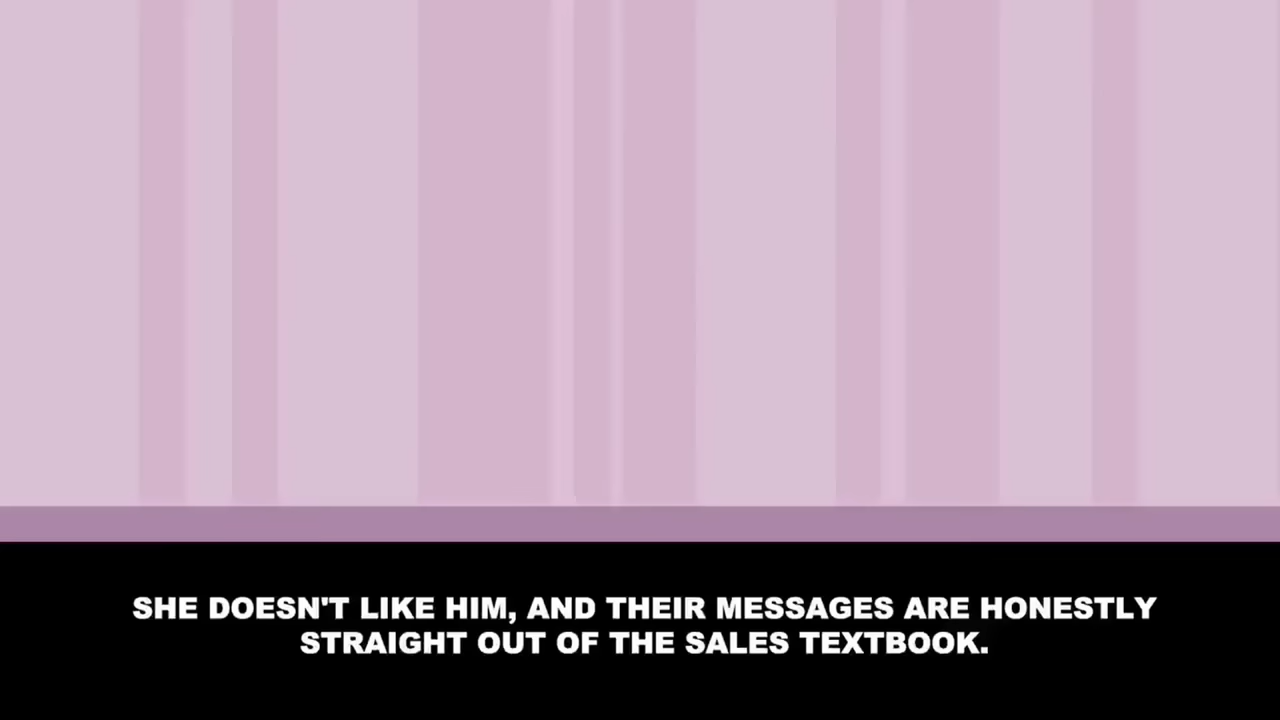 SHE DOESN'T LIKE HIM, AND THEIR MESSAGES ARE HONESTLY
STRAIGHT OUT OF THE SALES TEXTBOOK.